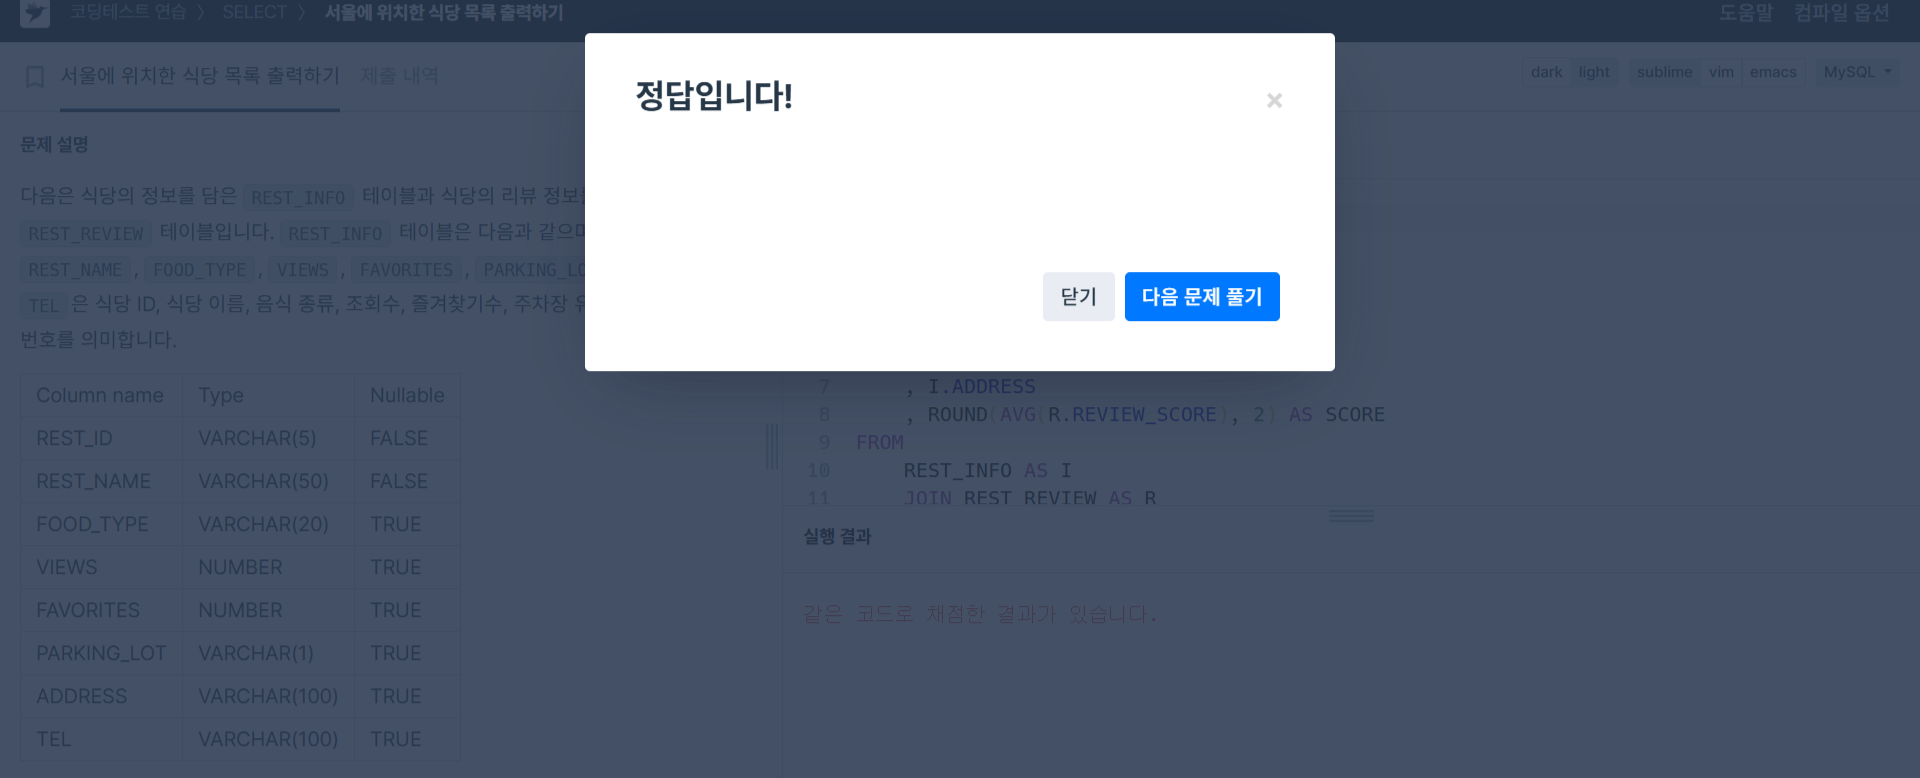 코딩테스트 연습 〉 SELECT 〉 서울에 위치한 식당 목록 출력하기
도움말 컴파일 옵션
서울에 위치한 식당 목록 출력하기 제출 내역
dark light sublime vim emacs MySQL
정답입니다!
×
닫기 다음 문제 풀기
문제 설명
다음은 식당의 정보를 담은 REST_INFO 테이블과 식당의 리뷰 정보
REST_REVIEW 테이블입니다. REST_INFO 테이블은 다음과 같으
REST_NAME, FOOD_TYPE, VIEWS, FAVORITES, PARKING_LO
TEL 은 식당 ID, 식당 이름, 음식 종류, 조회수, 즐겨찾기수, 주차장
번호를 의미합니다.
Column name Type Nullable
REST_ID VARCHAR(5) FALSE
REST_NAME VARCHAR(50) FALSE
FOOD_TYPE VARCHAR(20) TRUE
VIEWS NUMBER TRUE
FAVORITES NUMBER TRUE
PARKING_LOT VARCHAR(1) TRUE
ADDRESS VARCHAR(100) TRUE
TEL VARCHAR(100) TRUE
7 , I.ADDRESS
8 , ROUND(AVG(R.REVIEW_SCORE), 2) AS SCORE
9 FROM
10 REST_INFO AS I
11 JOIN REST_REVIEW AS R
실행 결과
같은 코드로 채점한 결과가 있습니다.